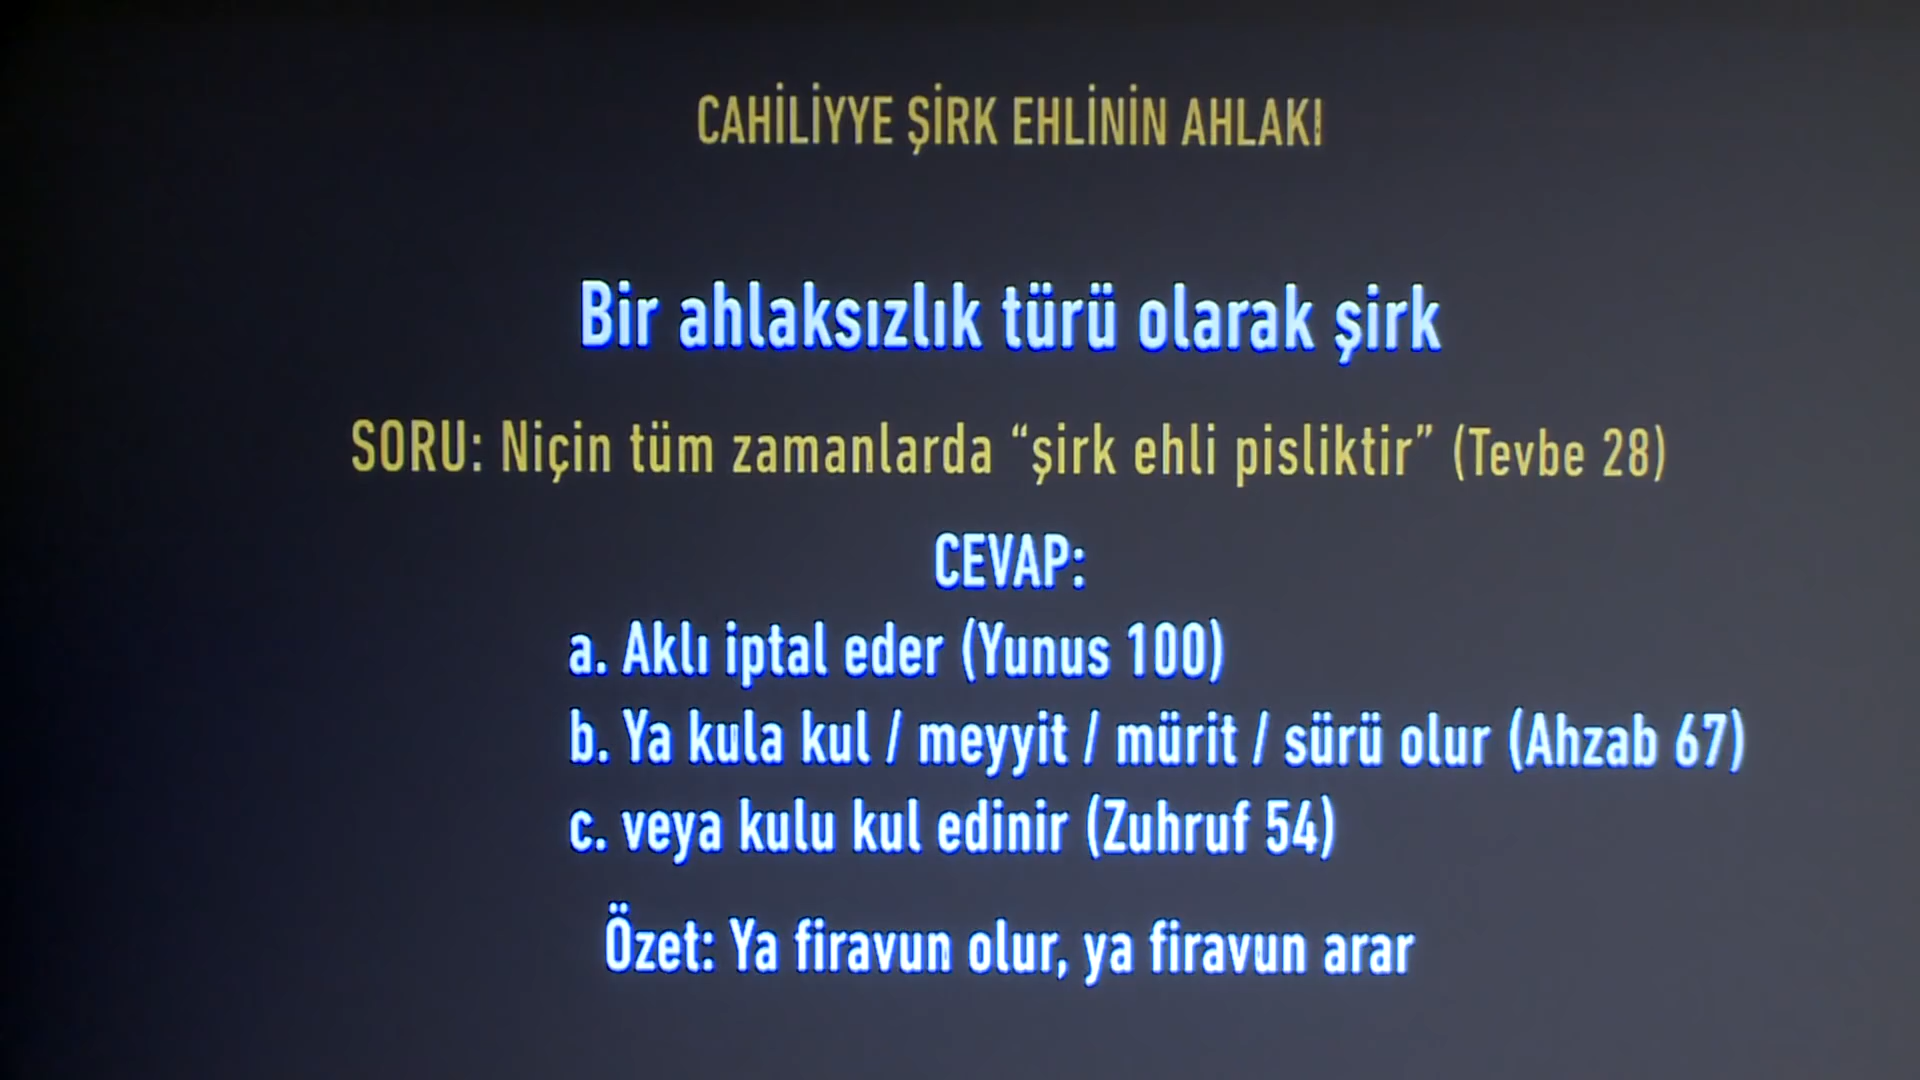 CAHİLİYYE ŞİRK EHLİNİN AHLAKI
Bir ahlaksızlık türü olarak şirk
SORU: Niçin tüm zamanlarda “şirk ehli pisliktir” (Tevbe 28)
CEVAP:
a. Aklı iptal eder (Yunus 100)
b. Ya kula kul / meyyit / mürit / sürü olur (Ahzab 67)
c. veya kulu kul edinir (Zuhruf 54)
Özet: Ya firavun olur, ya firavun arar